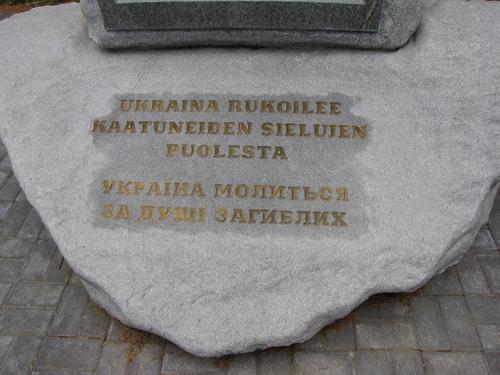 UKRAINA RUKOILEE
KAATUNEIDEN SIELUJEN
PUOLESTA
УКРАЇНА МОЛИТЬСЯ
ЗА ДУШІ ЗАГИБЛИХ